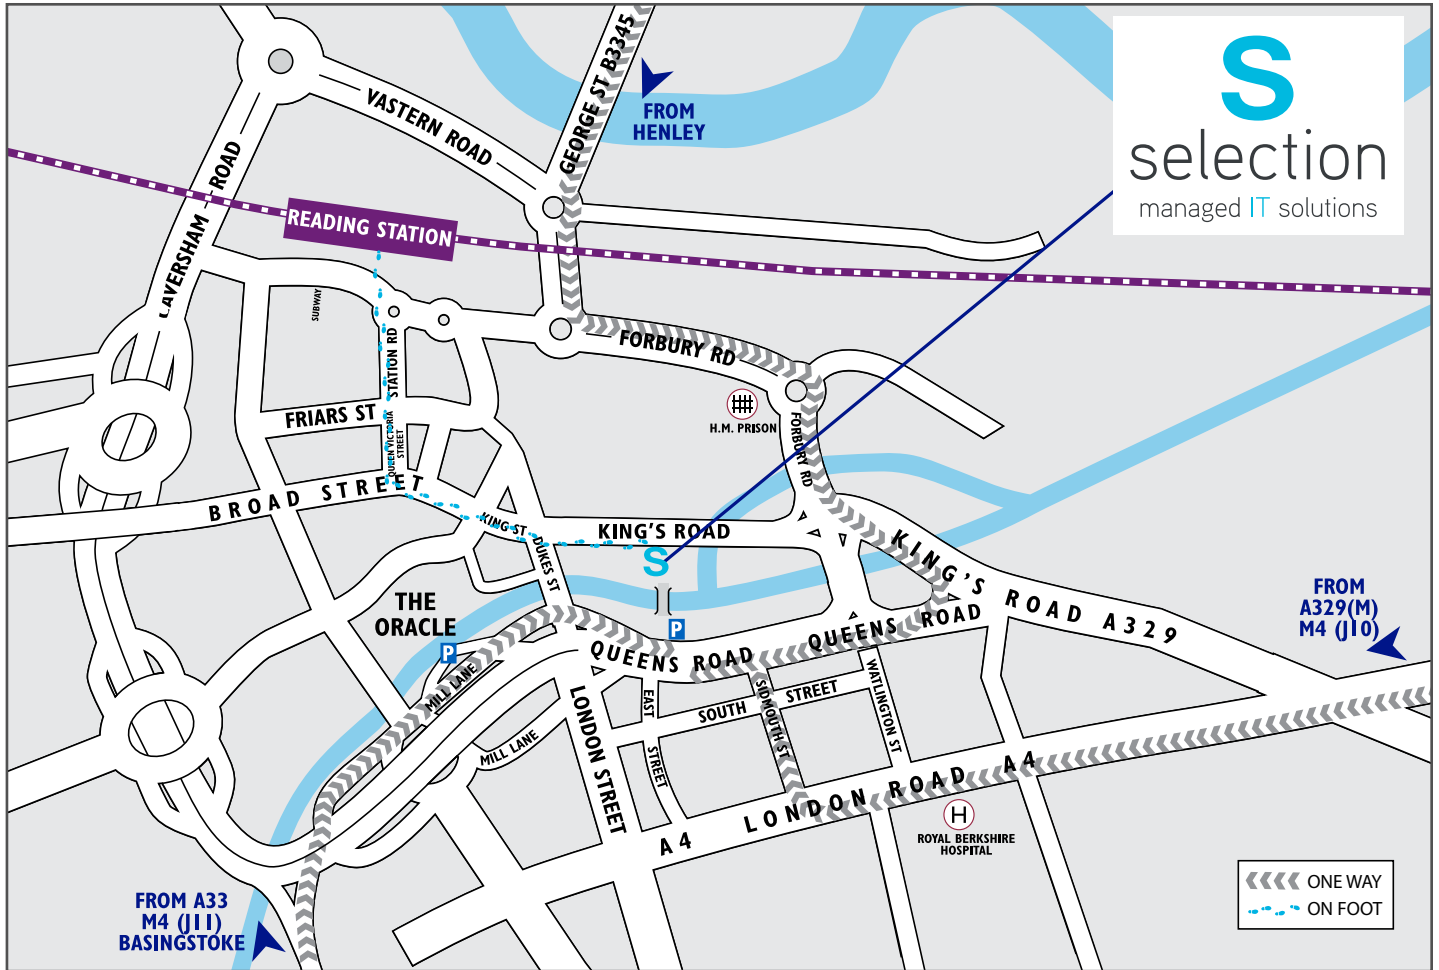 S
selection
managed IT solutions
GEORGE ST B3345
FROM
HENLEY
VASTERN ROAD
CAVERSHAM ROAD
READING STATION
SUBWAY
STATION RD
FORBURY RD
FRIARS ST
H.M. PRISON
FORBURY RD
QUEEN VICTORIA
STREET
BROAD STREET
KING ST
KING'S ROAD
S
DUKES ST
KING'S ROAD A329
FROM
A329(M)
M4 (J10)
THE
ORACLE
P
P
QUEENS ROAD
QUEENS ROAD
MILL LANE
MILL LANE
LONDON STREET
EAST
STREET
SOUTH STREET
SIDMOUTH ST
WATLINGTON ST
A4 LONDON ROAD A4
H
ROYAL BERKSHIRE
HOSPITAL
FROM A33
M4 (J11)
BASINGSTOKE
ONE WAY
ON FOOT